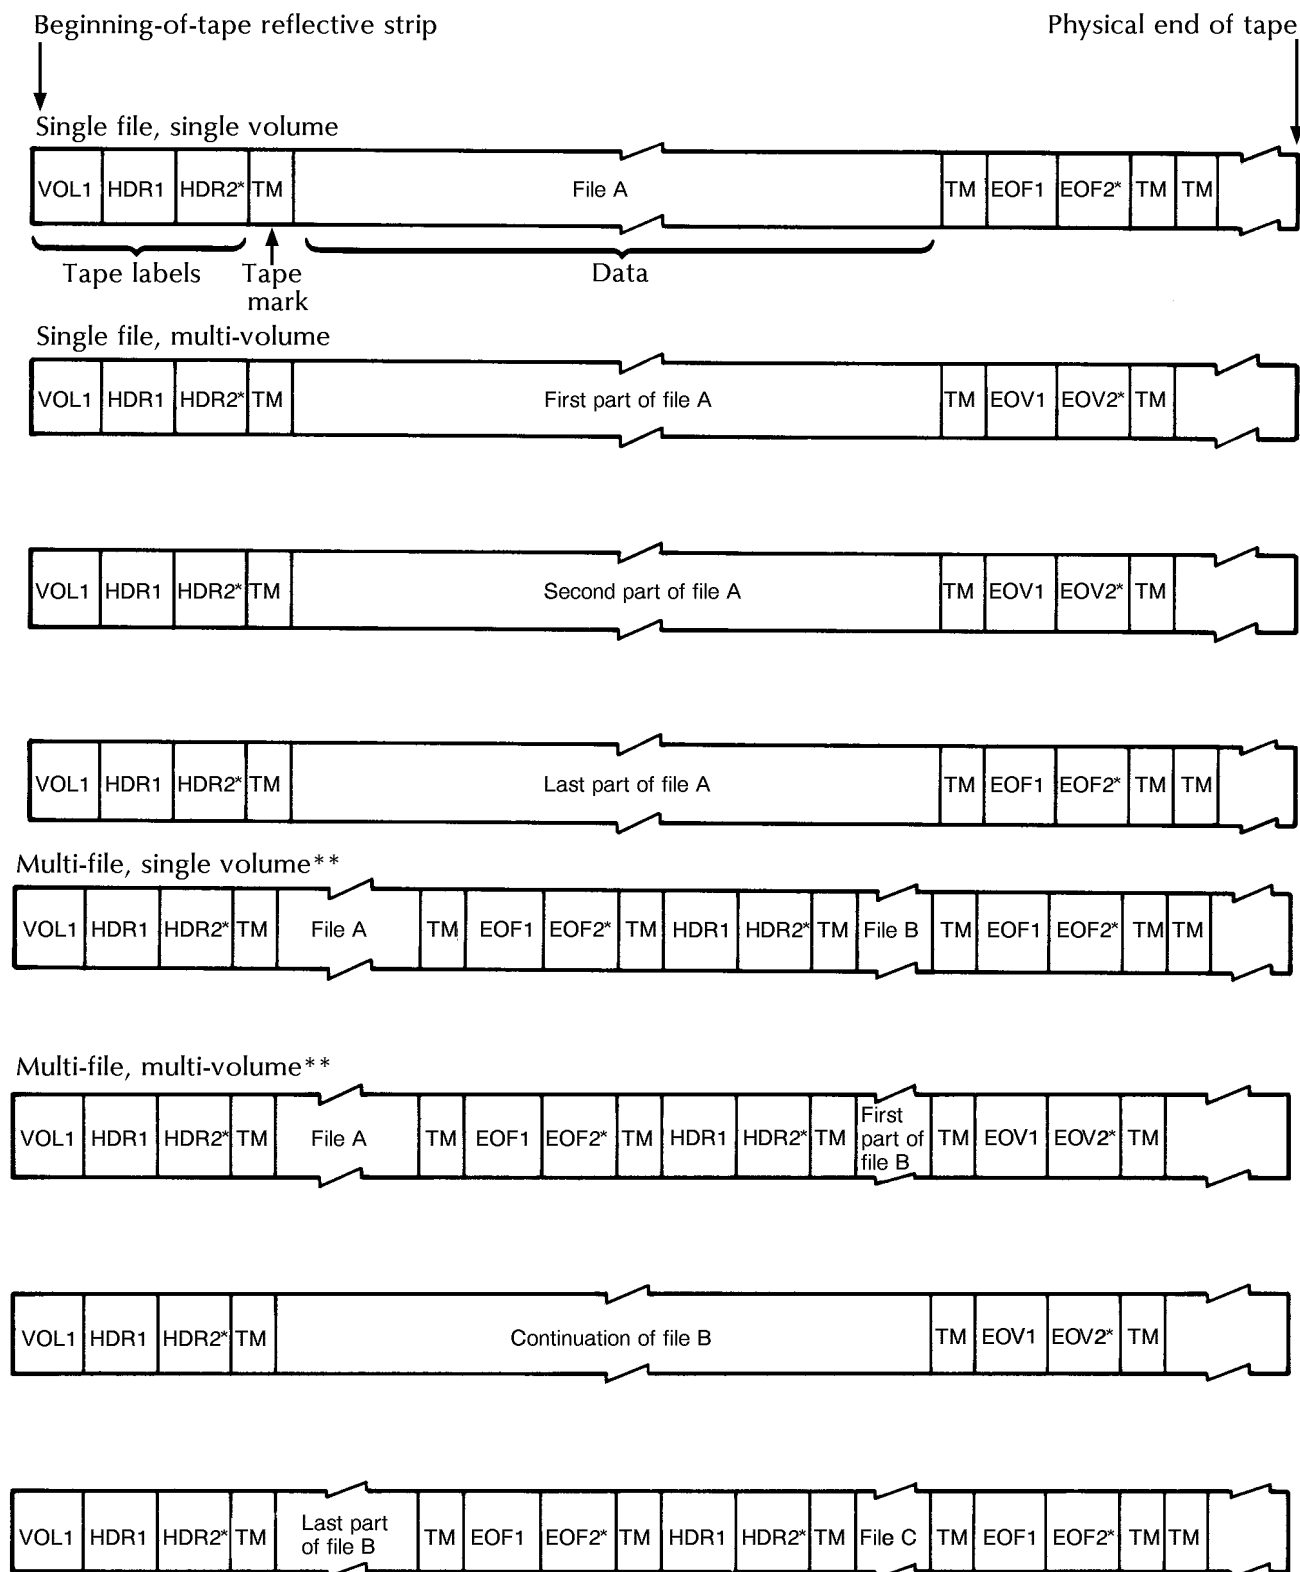 Beginning-of-tape reflective strip Physical end of tape
Single file, single volume
VOL1 HDR1 HDR2* TM File A TM EOF1 EOF2* TM TM
Tape labels Tape mark Data
Single file, multi-volume
VOL1 HDR1 HDR2* TM First part of file A TM EOV1 EOV2* TM
VOL1 HDR1 HDR2* TM Second part of file A TM EOV1 EOV2* TM
VOL1 HDR1 HDR2* TM Last part of file A TM EOF1 EOF2* TM TM
Multi-file, single volume**
VOL1 HDR1 HDR2* TM File A TM EOF1 EOF2* TM HDR1 HDR2* TM File B TM EOF1 EOF2* TM TM
Multi-file, multi-volume**
VOL1 HDR1 HDR2* TM File A TM EOF1 EOF2* TM HDR1 HDR2* TM First part of file B TM EOV1 EOV2* TM
VOL1 HDR1 HDR2* TM Continuation of file B TM EOV1 EOV2* TM
VOL1 HDR1 HDR2* TM Last part of file B TM EOF1 EOF2* TM HDR1 HDR2* TM File C TM EOF1 EOF2* TM TM